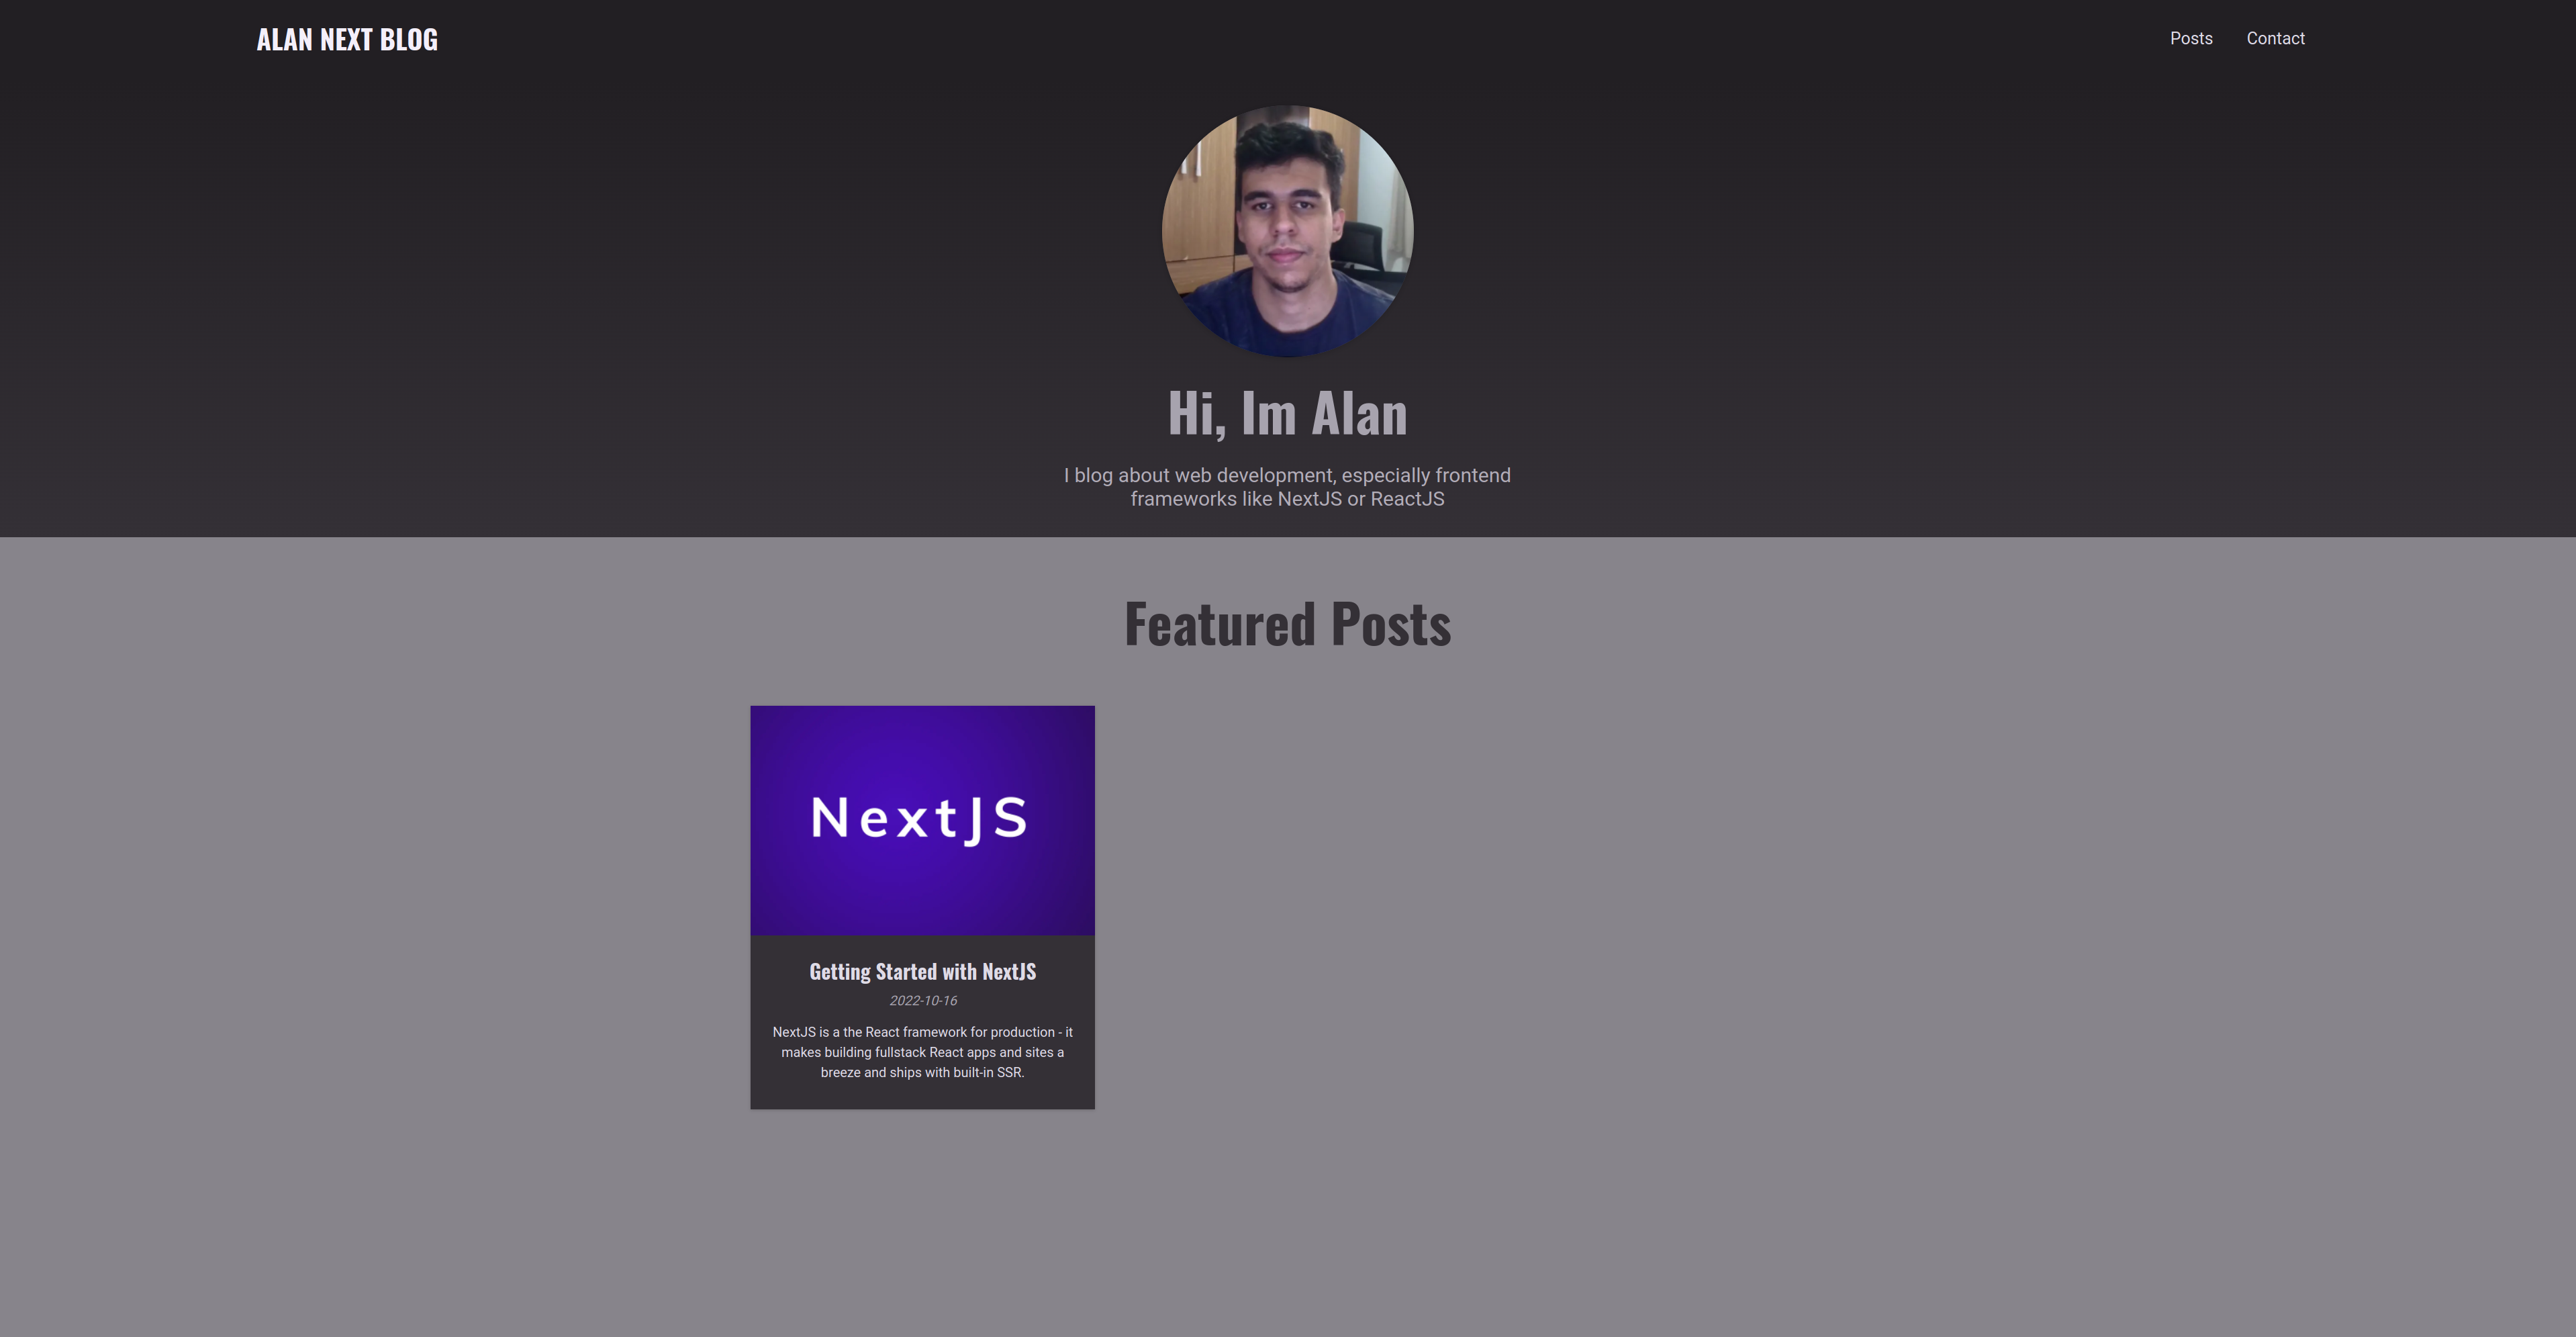 ALAN NEXT BLOG
Posts
Contact
Hi, Im Alan
I blog about web development, especially frontend
frameworks like NextJS or ReactJS
Featured Posts
NextJS
Getting Started with NextJS
2022-10-16
NextJS is a the React framework for production - it
makes building fullstack React apps and sites a
breeze and ships with built-in SSR.